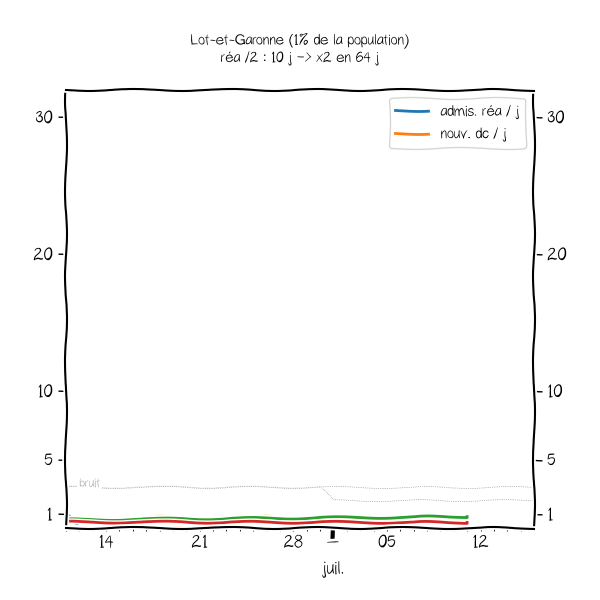 Lot-et-Garonne (1% de la population)
réa /2 : 10 j -> x2 en 64 j
admis. réa / j
nouv. dc / j
30
30
20
20
10
10
5
5
bruit
1
1
14
21
28
05
12
juil.